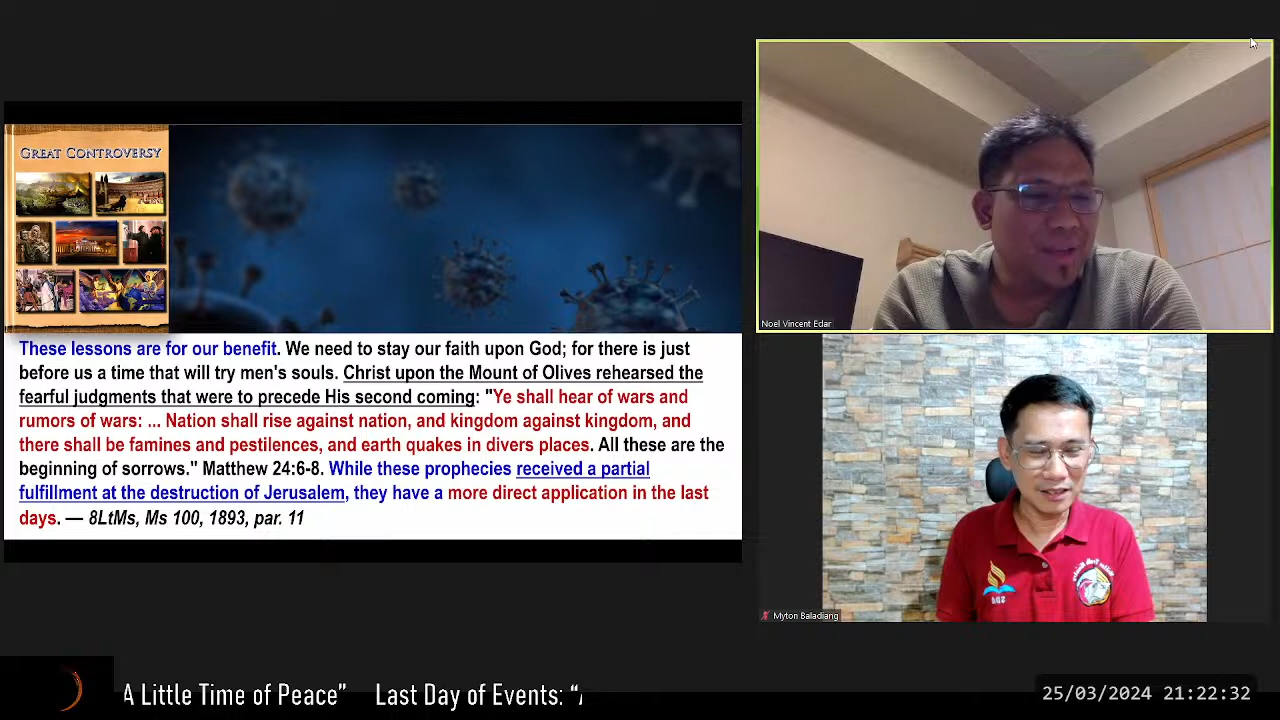 GREAT CONTROVERSY
These lessons are for our benefit. We need to stay our faith upon God; for there is just
before us a time that will try men's souls. Christ upon the Mount of Olives rehearsed the
fearful judgments that were to precede His second coming: "Ye shall hear of wars and
rumors of wars: ... Nation shall rise against nation, and kingdom against kingdom, and
there shall be famines and pestilences, and earth quakes in divers places. All these are the
beginning of sorrows." Matthew 24:6-8. While these prophecies received a partial
fulfillment at the destruction of Jerusalem, they have a more direct application in the last
days. — 8LtMs, Ms 100, 1893, par. 11
Noel Vincent Edar
Myton Baladiang
A Little Time of Peace” Last Day of Events: “
25/03/2024 21:22:32